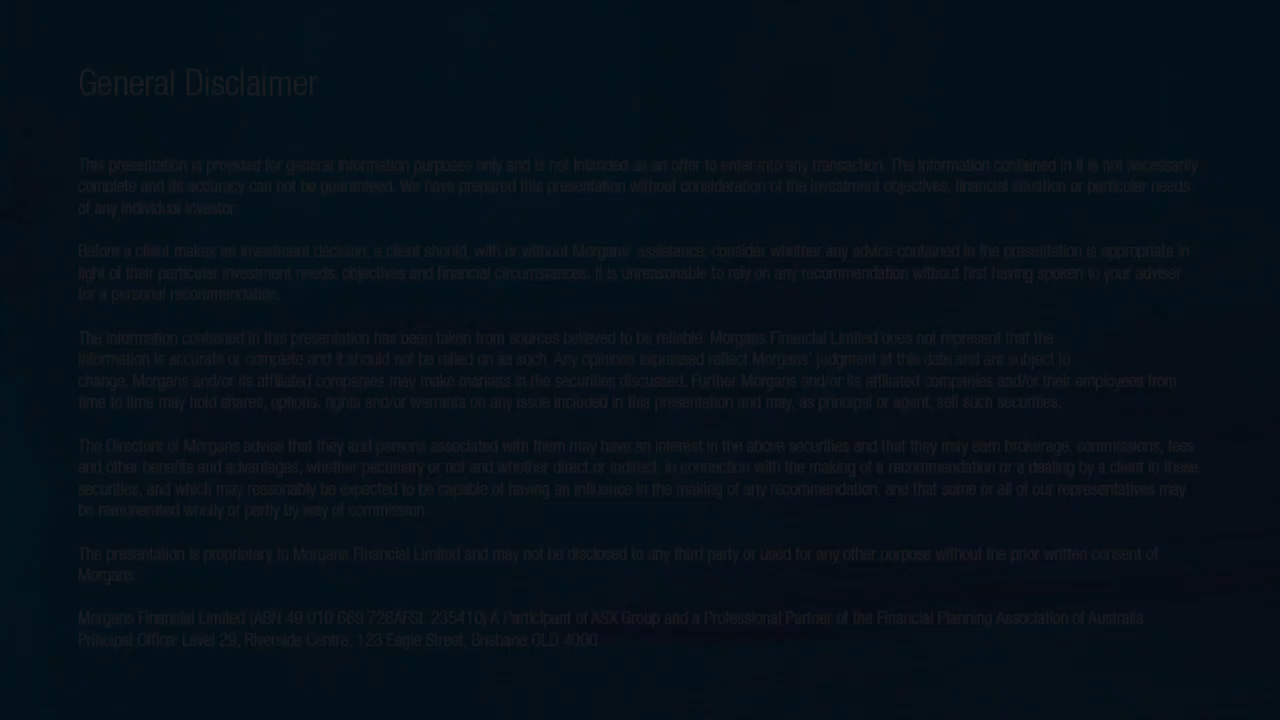 General Disclaimer
This presentation is provided for general information purposes only and is not intended as an offer to enter into any transaction. The information contained in it is not necessarily
complete and its accuracy can not be guaranteed. We have prepared this presentation without consideration of the investment objectives, financial situation or particular needs
of any individual investor.
Before a client makes an investment decision, a client should, with or without Morgans' assistance, consider whether any advice contained in the presentation is appropriate in
light of their particular investment needs, objectives and financial circumstances. It is unreasonable to rely on any recommendation without first having spoken to your adviser
for a personal recommendation.
The information contained in this presentation has been taken from sources believed to be reliable. Morgans Financial Limited does not represent that the
information is accurate or complete and it should not be relied on as such. Any opinions expressed reflect Morgans' judgment at this date and are subject to
change. Morgans and/or its affiliated companies may make markets in the securities discussed. Further Morgans and/or its affiliated companies and/or their employees from
time to time may hold shares, options, rights and/or warrants on any issue included in this presentation and may, as principal or agent, sell such securities.
The Directors of Morgans advise that they and persons associated with them may have an interest in the above securities and that they may earn brokerage, commissions, fees
and other benefits and advantages, whether pecuniary or not and whether direct or indirect, in connection with the making of a recommendation or a dealing by a client in these
securities, and which may reasonably be expected to be capable of having an influence in the making of any recommendation, and that some or all of our representatives may
be remunerated wholly or partly by way of commission.
The presentation is proprietary to Morgans Financial Limited and may not be disclosed to any third party or used for any other purpose without the prior written consent of
Morgans.
Morgans Financial Limited (ABN 49 010 669 726AFSL 235410) A Participant of ASX Group and a Professional Partner of the Financial Planning Association of Australia
Principal Office: Level 29, Riverside Centre, 123 Eagle Street, Brisbane QLD 4000